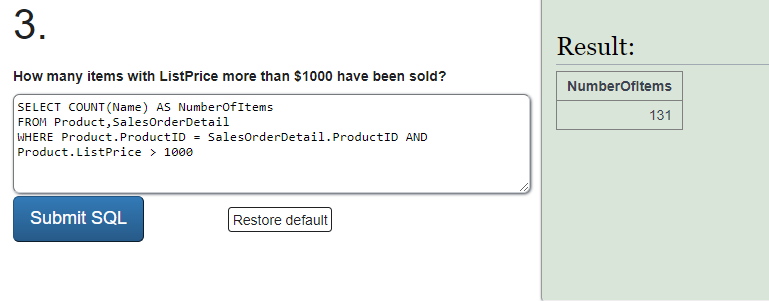 3.
How many items with ListPrice more than $1000 have been sold?
SELECT COUNT(Name) AS NumberOfItems
FROM Product,SalesOrderDetail
WHERE Product.ProductID = SalesOrderDetail.ProductID AND
Product.ListPrice > 1000
Submit SQL
Restore default
Result:
NumberOfItems
131